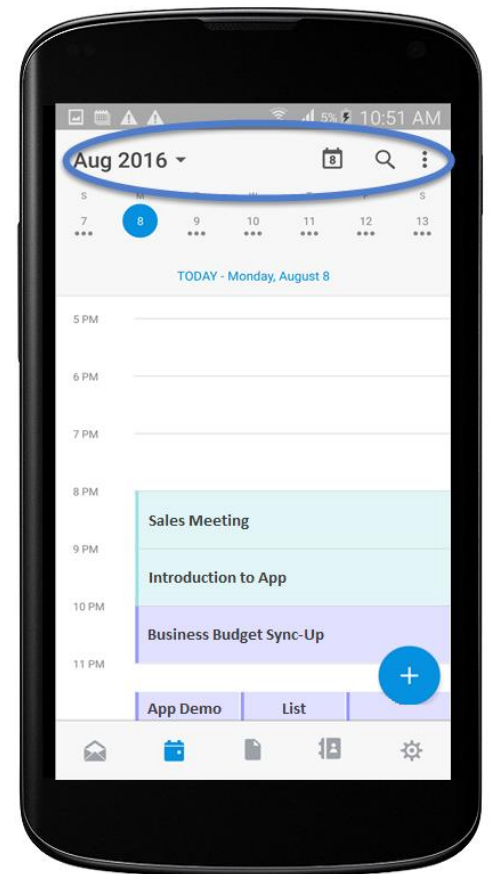 5% 10:51 AM
Aug 2016 8
S M T W T F S
7 8 9 10 11 12 13
TODAY - Monday, August 8
5 PM
6 PM
7 PM
8 PM
Sales Meeting
9 PM
Introduction to App
10 PM
Business Budget Sync-Up
11 PM
+
App Demo List